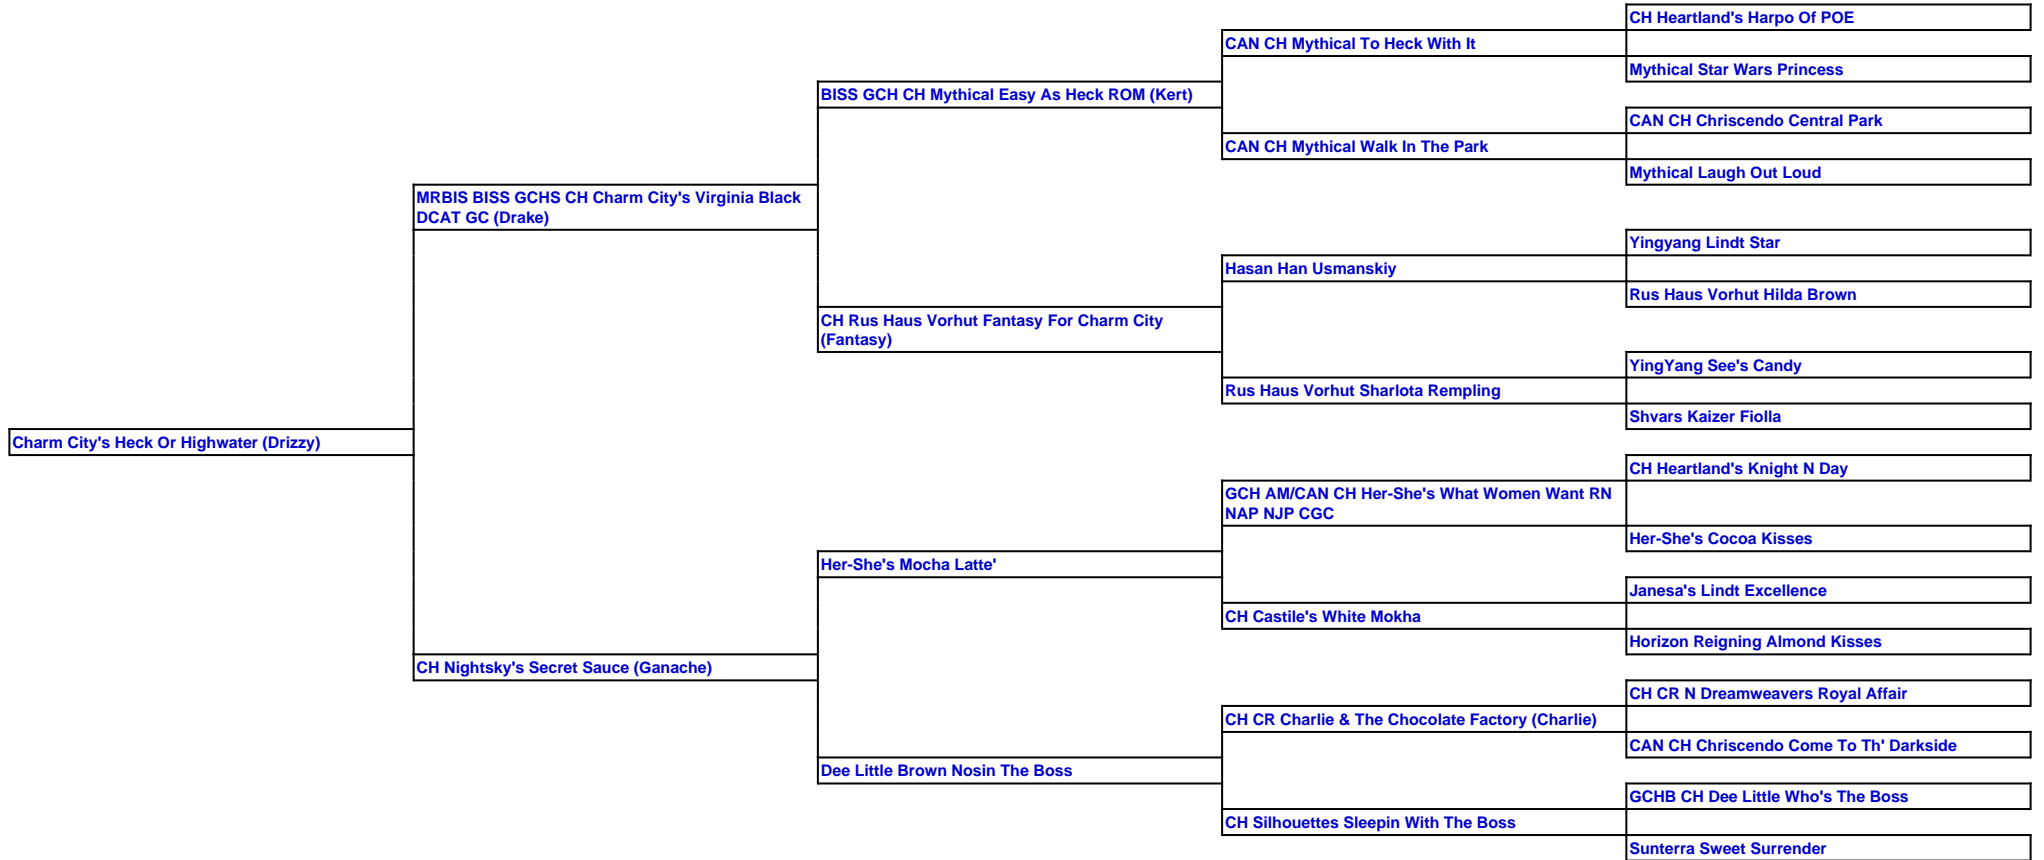 CH Heartland's Harpo Of POE
CAN CH Mythical To Heck With It
Mythical Star Wars Princess
BISS GCH CH Mythical Easy As Heck ROM (Kert)
CAN CH Chriscendo Central Park
CAN CH Mythical Walk In The Park
Mythical Laugh Out Loud
MRBIS BISS GCHS CH Charm City's Virginia Black
DCAT GC (Drake)
Yingyang Lindt Star
Hasan Han Usmanskiy
Rus Haus Vorhut Hilda Brown
CH Rus Haus Vorhut Fantasy For Charm City
(Fantasy)
YingYang See's Candy
Rus Haus Vorhut Sharlota Rempling
Shvars Kaizer Fiolla
Charm City's Heck Or Highwater (Drizzy)
CH Heartland's Knight N Day
GCH AM/CAN CH Her-She's What Women Want RN
NAP NJP CGC
Her-She's Cocoa Kisses
Her-She's Mocha Latte'
Janesa's Lindt Excellence
CH Castile's White Mokha
Horizon Reigning Almond Kisses
CH Nightsky's Secret Sauce (Ganache)
CH CR N Dreamweavers Royal Affair
CH CR Charlie & The Chocolate Factory (Charlie)
CAN CH Chriscendo Come To Th' Darkside
Dee Little Brown Nosin The Boss
GCHB CH Dee Little Who's The Boss
CH Silhouettes Sleepin With The Boss
Sunterra Sweet Surrender